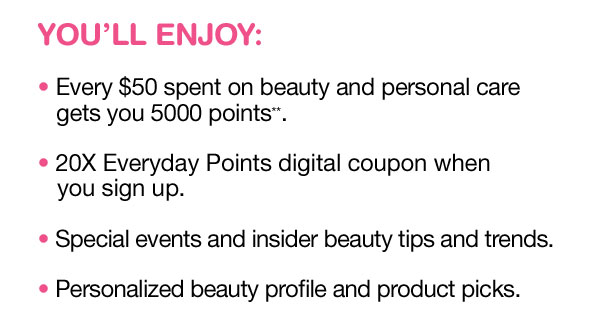 YOU’LL ENJOY:
• Every $50 spent on beauty and personal care
gets you 5000 points**.
• 20X Everyday Points digital coupon when
you sign up.
• Special events and insider beauty tips and trends.
• Personalized beauty profile and product picks.